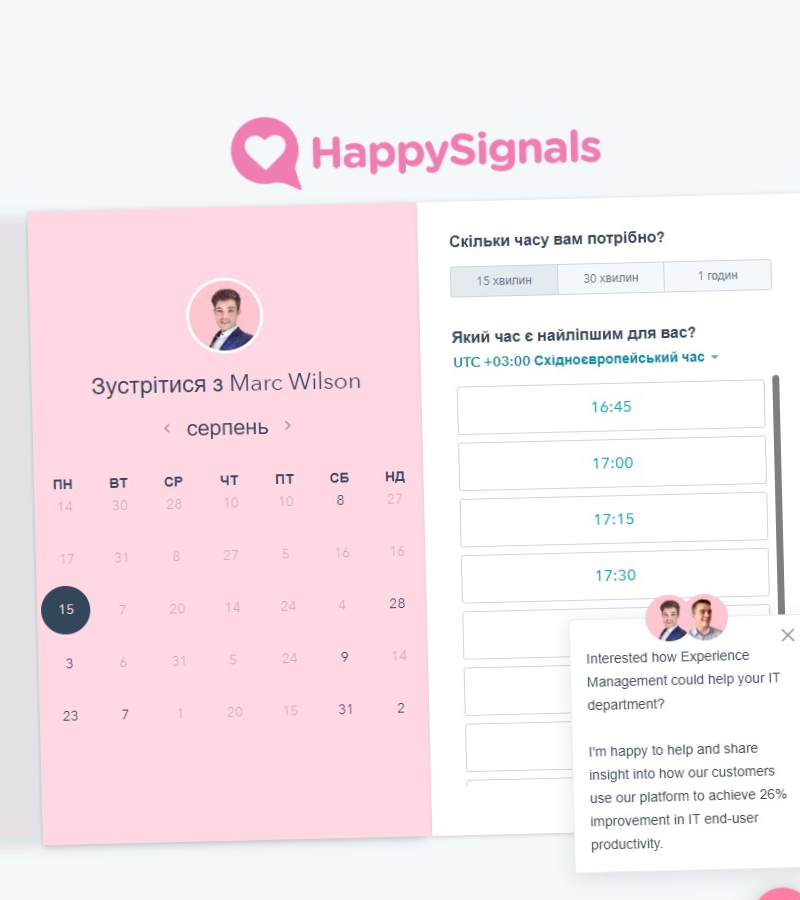 HappySignals
Зустрітися з Marc Wilson
серпень
ПН ВТ СР ЧТ ПТ СБ НД
14 30 28 10 10 8 27
17 31 8 27 5 16 16
15 7 20 14 24 4 28
3 6 31 5 24 9 14
23 7 1 20 15 31 2
Скільки часу вам потрібно?
15 хвилин 30 хвилин 1 годин
Який час є найліпшим для вас?
UTC +03:00 Східноєвропейський час
16:45
17:00
17:15
17:30
Interested how Experience
Management could help your IT
department?
I'm happy to help and share
insight into how our customers
use our platform to achieve 26%
improvement in IT end-user
productivity.